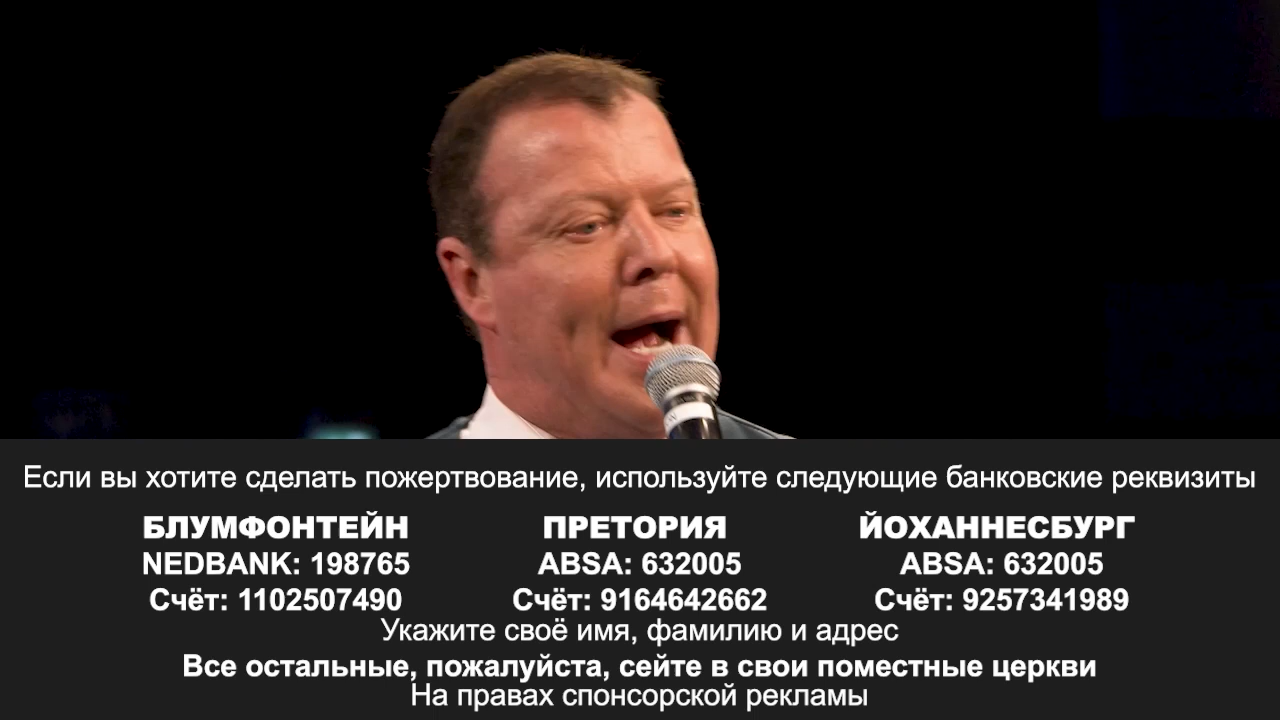 Если вы хотите сделать пожертвование, используйте следующие банковские реквизиты
БЛУМФОНТЕЙН ПРЕТОРИЯ ЙОХАННЕСБУРГ
NEDBANK: 198765 ABSA: 632005 ABSA: 632005
Счёт: 1102507490 Счёт: 9164642662 Счёт: 9257341989
Укажите своё имя, фамилию и адрес
Все остальные, пожалуйста, сейте в свои поместные церкви
На правах спонсорской рекламы